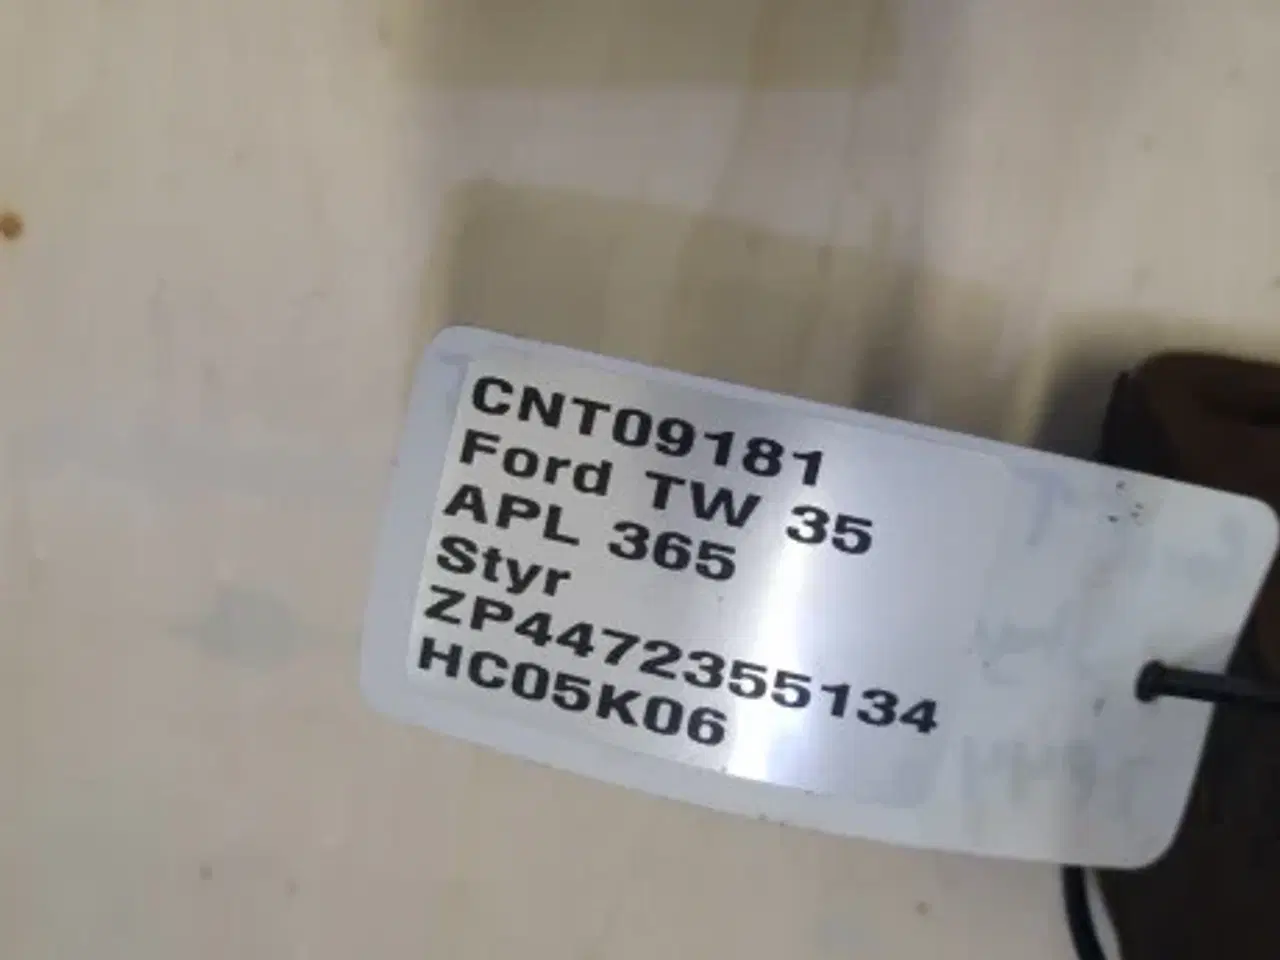 CNT09181
Ford TW 35
APL 365
Styr
ZP4472355134
HC05K06